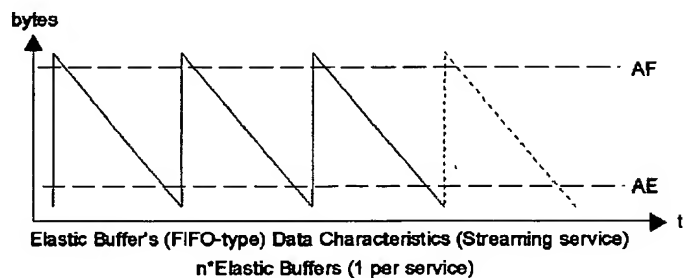 bytes
AF
AE
t
Elastic Buffer's (FIFO-type) Data Characteristics (Streaming service)
n*Elastic Buffers (1 per service)